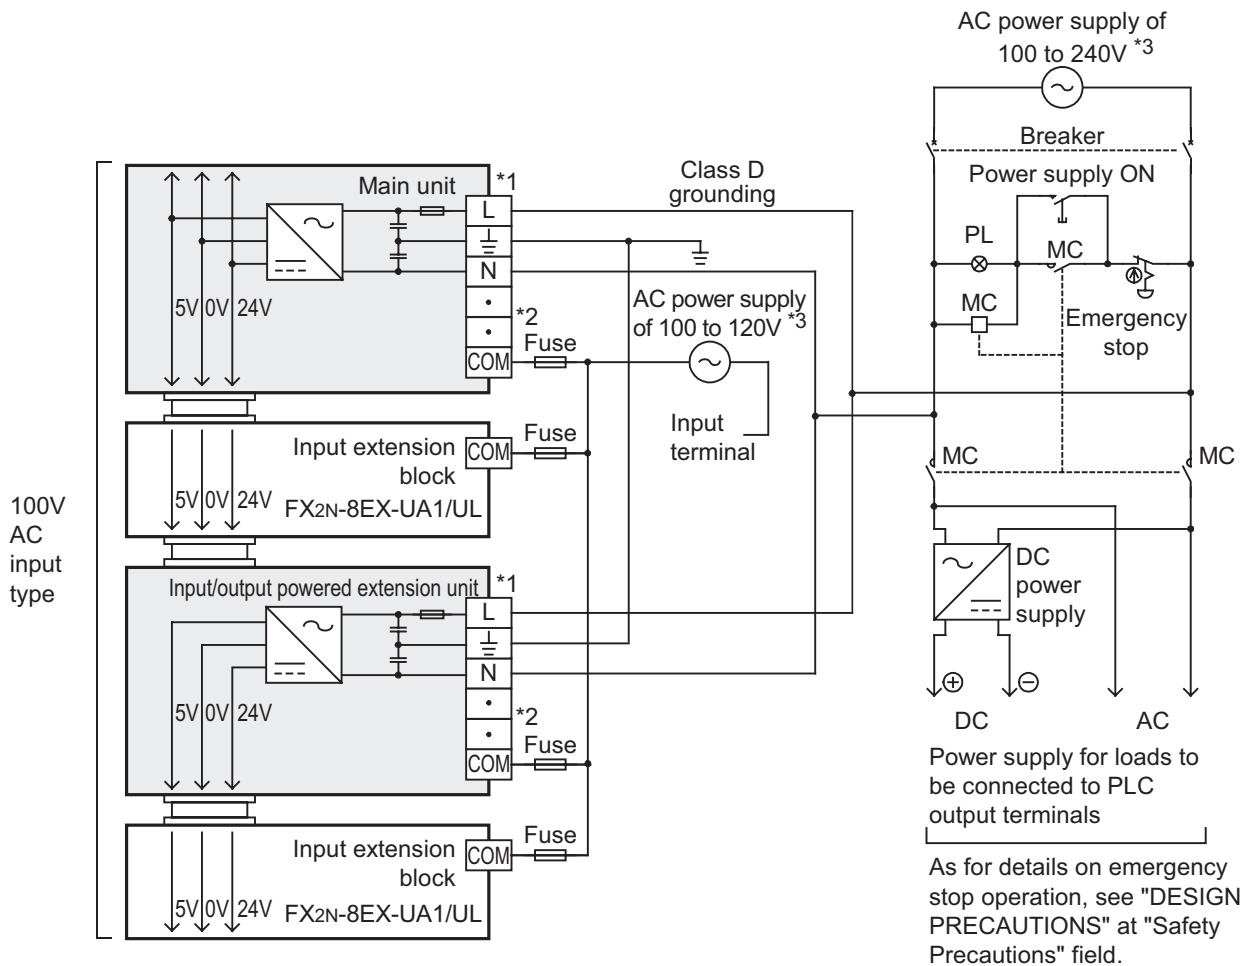 AC power supply of
100 to 240V *3
Breaker
Power supply ON
PL
MC
MC
Emergency
stop
Class D
grounding
Main unit
*1
L
N
*2
COM
5V 0V 24V
Fuse
AC power supply
of 100 to 120V *3
Input
terminal
Input extension
block
FX2N-8EX-UA1/UL
COM
Fuse
5V 0V 24V
100V
AC
input
type
MC
MC
DC
power
supply
Input/output powered extension unit
*1
L
N
*2
COM
5V 0V 24V
Fuse
+
−
DC
AC
Power supply for loads to
be connected to PLC
output terminals
Input extension
block
FX2N-8EX-UA1/UL
COM
Fuse
5V 0V 24V
As for details on emergency
stop operation, see "DESIGN
PRECAUTIONS" at "Safety
Precautions" field.